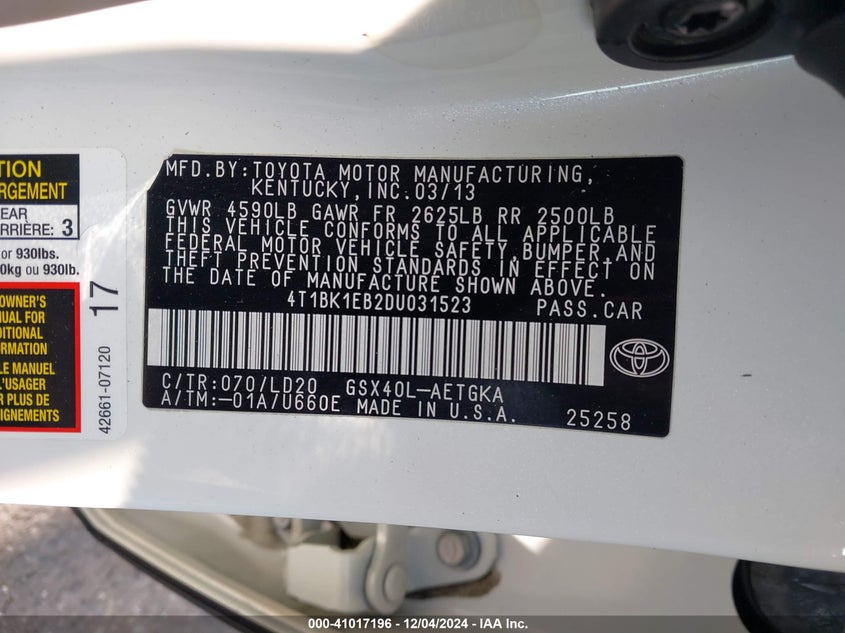 MFD.BY:TOYOTA MOTOR MANUFACTURING,
KENTUCKY,INC.03/13
GVWR 4590LB GAWR FR 2625LB RR 2500LB
THIS VEHICLE CONFORMS TO ALL APPLICABLE
FEDERAL MOTOR VEHICLE SAFETY,BUMPER,AND
THEFT PREVENTION STANDARDS IN EFFECT ON
THE DATE OF MANUFACTURE SHOWN ABOVE.
4T1BK1EB2DU031523 PASS.CAR
C/TR:070/LD20 GSX40L-AETGKA
A/TM:-01A/U660E MADE IN U.S.A. 25258
TION
RGEMENT
EAR
RRIÈRE: 3
or 930lbs.
0kg ou 930lb.
OWNER'S
NUAL FOR
DITIONAL
ORMATION
LE MANUEL
L'USAGER
R PLUS DE
IGNEMENTS
17
42661-07120
000-41017196 - 12/04/2024 - IAA Inc.